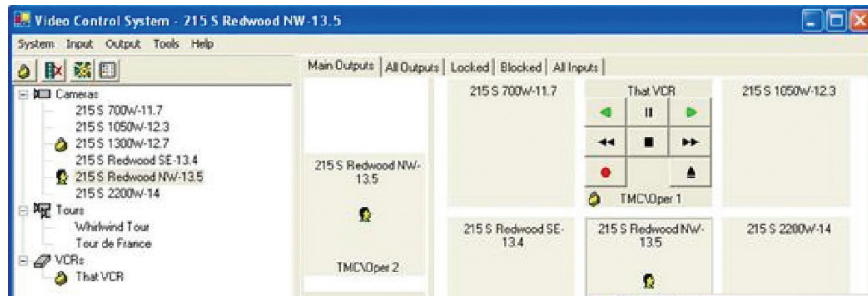 Video Control System - 215 S Redwood NW-13.5
System Input Output Tools Help
Main Outputs All Outputs Locked Blocked All Inputs
Cameras
215 S 700W-11.7
215 S 1050W-12.3
215 S 1300W-12.7
215 S Redwood SE-13.4
215 S Redwood NW-13.5
215 S 2200W-14
Tours
Whirlwind Tour
Tour de France
VCRs
That VCR
215 S Redwood NW-
13.5
TMC\Oper 2
215 S 700W-11.7
That VCR
TMC\Oper 1
215 S 1050W-12.3
215 S Redwood SE-
13.4
215 S Redwood NW-
13.5
215 S 2200W-14